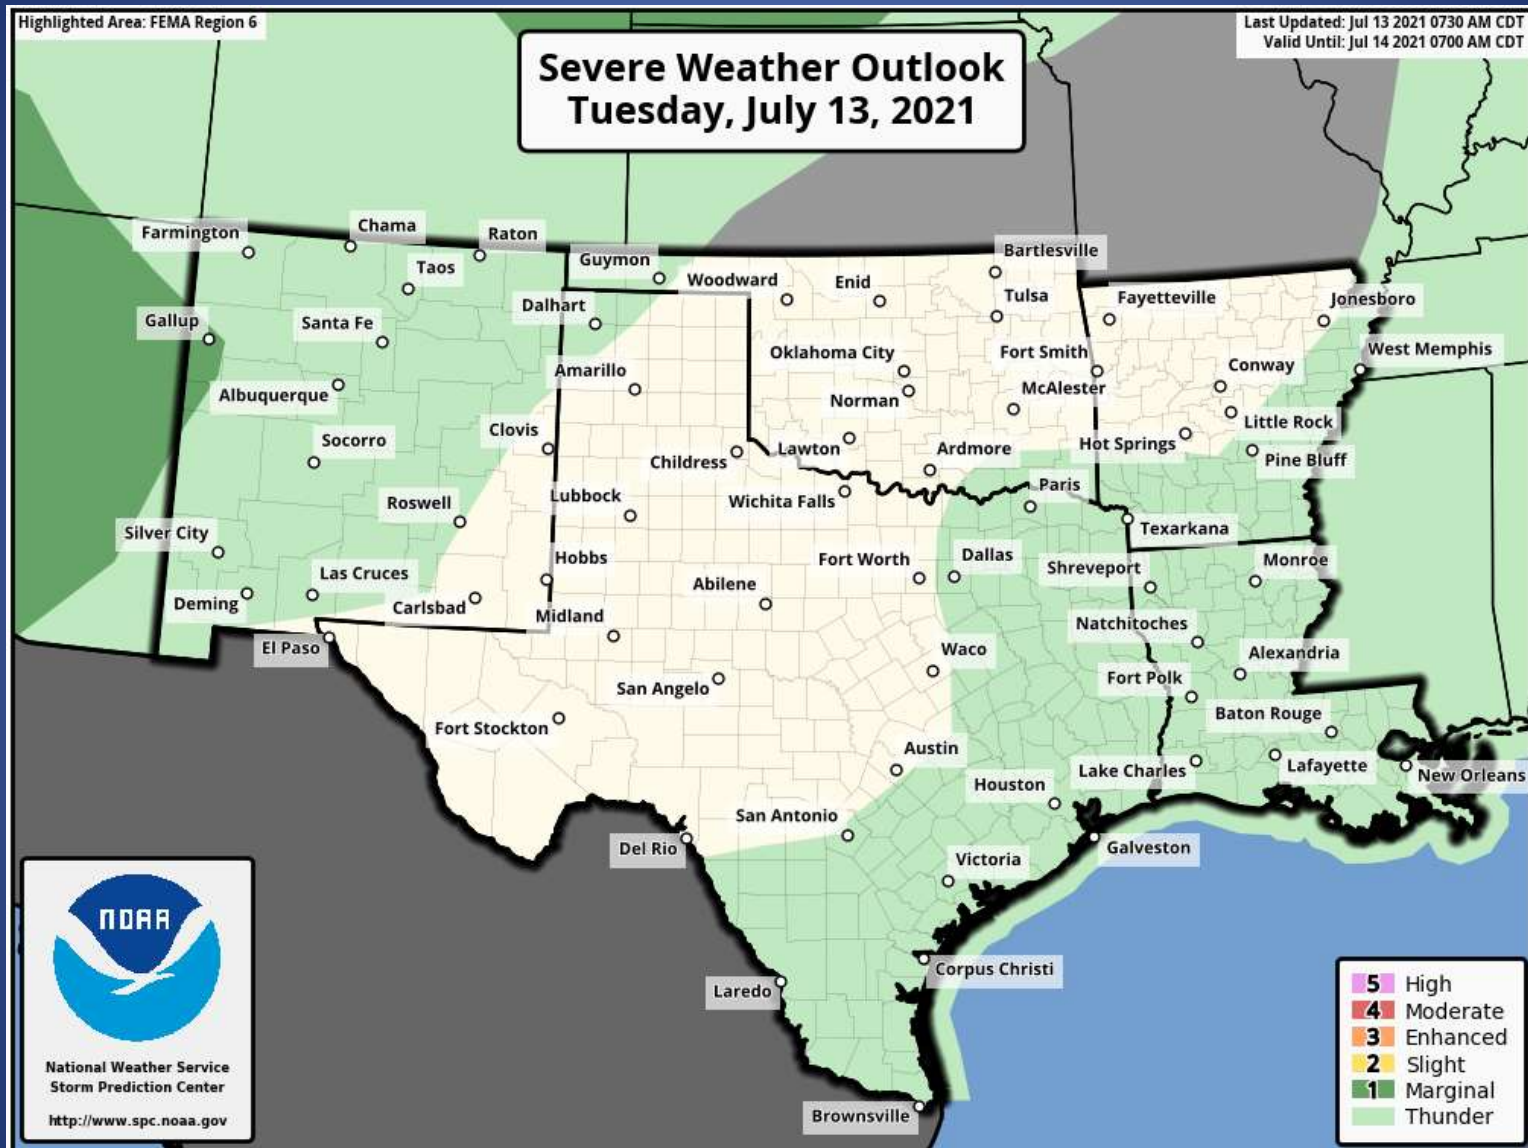 Highlighted Area: FEMA Region 6
Last Updated: Jul 13 2021 0730 AM CDT
Valid Until: Jul 14 2021 0700 AM CDT
Severe Weather Outlook
Tuesday, July 13, 2021
Farmington
Chama
Raton
Taos
Guymon
Woodward
Enid
Bartlesville
Tulsa
Fayetteville
Jonesboro
Gallup
Santa Fe
Dalhart
Oklahoma City
Fort Smith
West Memphis
Albuquerque
Amarillo
Norman
McAlester
Conway
Little Rock
Socorro
Clovis
Childress
Lawton
Ardmore
Hot Springs
Pine Bluff
Roswell
Lubbock
Wichita Falls
Paris
Texarkana
Silver City
Hobbs
Fort Worth
Dallas
Shreveport
Monroe
Las Cruces
Deming
Carlsbad
Midland
Abilene
Natchitoches
El Paso
San Angelo
Waco
Alexandria
Fort Polk
Fort Stockton
Baton Rouge
Austin
Houston
Lake Charles
Lafayette
New Orleans
San Antonio
Del Rio
Victoria
Galveston
Corpus Christi
Laredo
Brownsville
NOAA
National Weather Service
Storm Prediction Center
http://www.spc.noaa.gov
5 High
4 Moderate
3 Enhanced
2 Slight
1 Marginal
Thunder